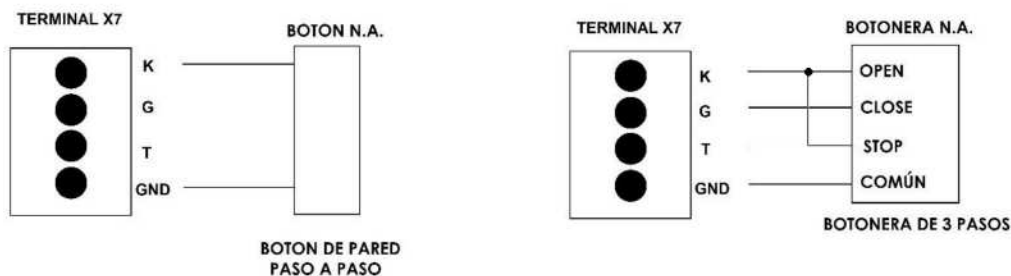 TERMINAL X7
BOTON N.A.
K
G
T
GND
BOTON DE PARED
PASO A PASO
TERMINAL X7
BOTONERA N.A.
K
G
T
GND
OPEN
CLOSE
STOP
COMÚN
BOTONERA DE 3 PASOS